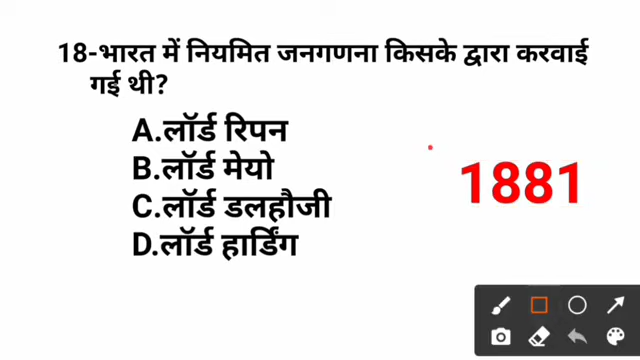 18-भारत में नियमित जनगणना किसके द्वारा करवाई
गई थी?
A.लॉर्ड रिपन
B.लॉर्ड मेयो
C.लॉर्ड डलहौजी
D.लॉर्ड हार्डिंग
1881